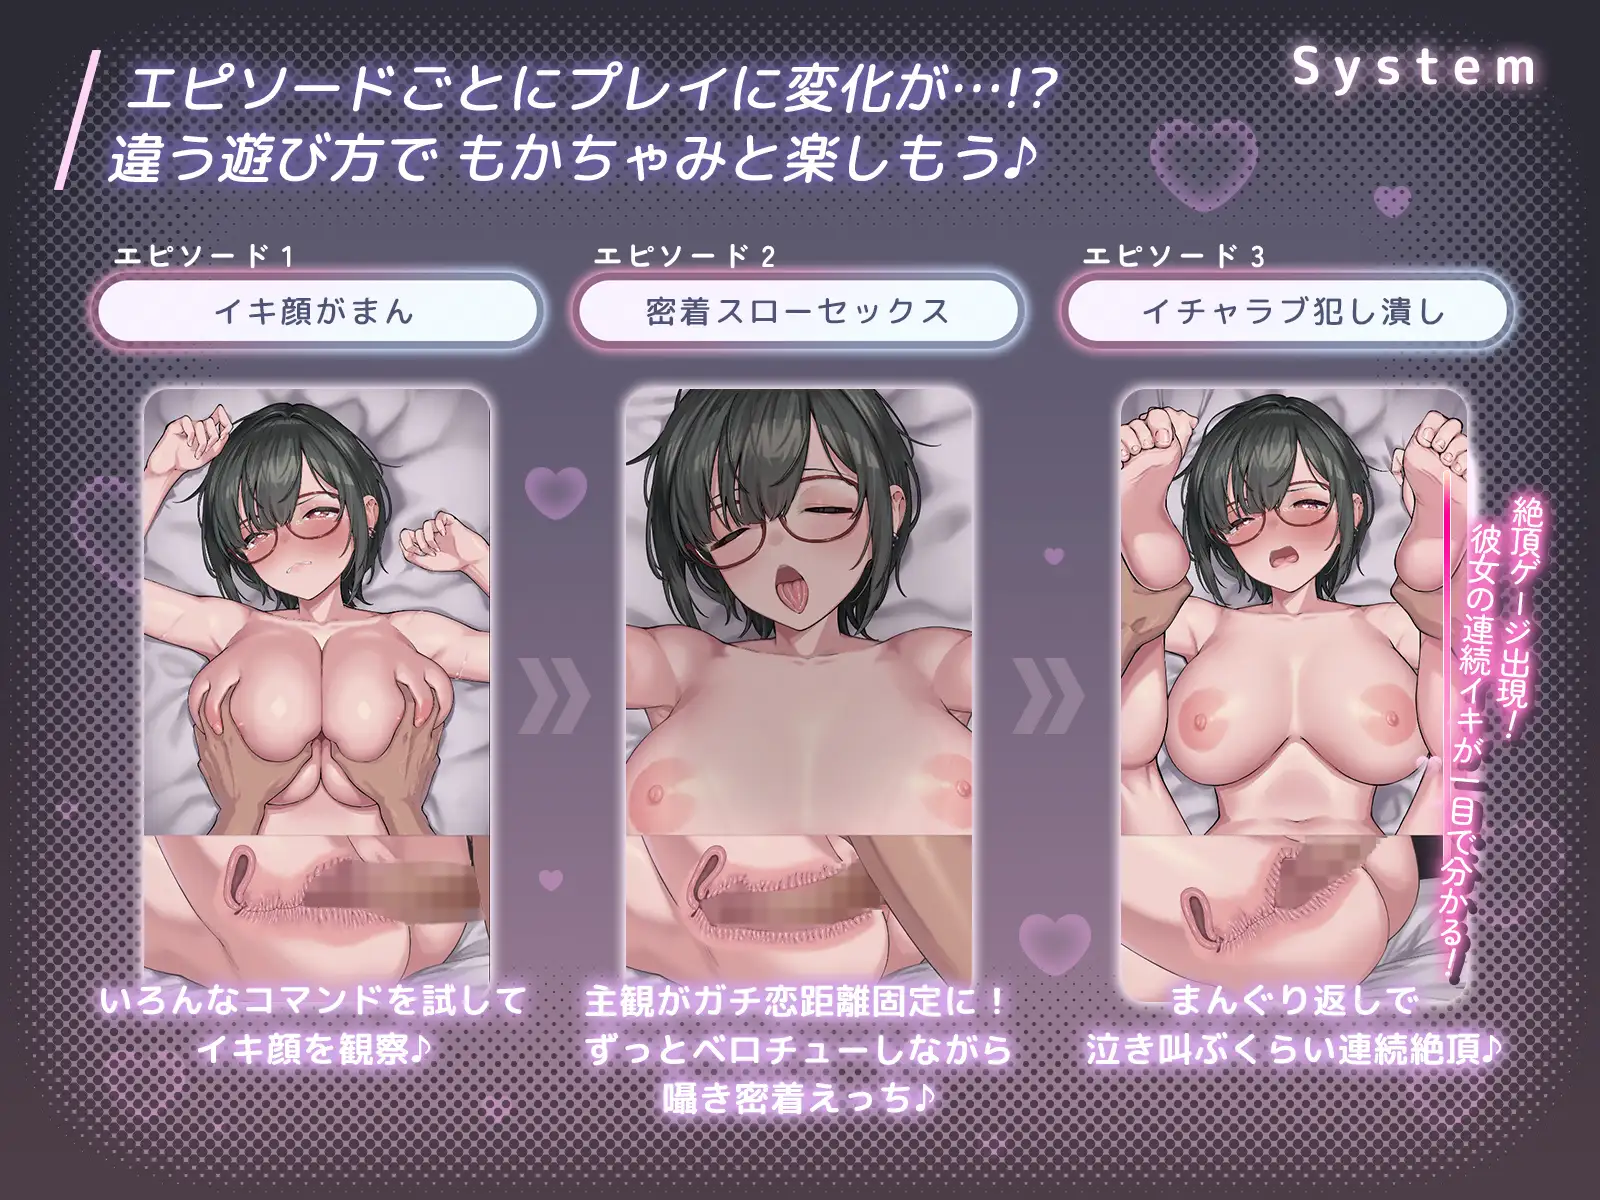 System
エピソードごとにプレイに変化が…!?
違う遊び方で もかちゃみと楽しもう♪
エピソード1
イキ顔がまん
エピソード2
密着スローセックス
エピソード3
イチャラブ犯し潰し
絶頂ゲージ出現！
彼女の連続イキが一目で分かる！
いろんなコマンドを試して
イキ顔を観察♪
主観がガチ恋距離固定に！
ずっとベロチューしながら
囁き密着えっち♪
まんぐり返しで
泣き叫ぶくらい連続絶頂♪